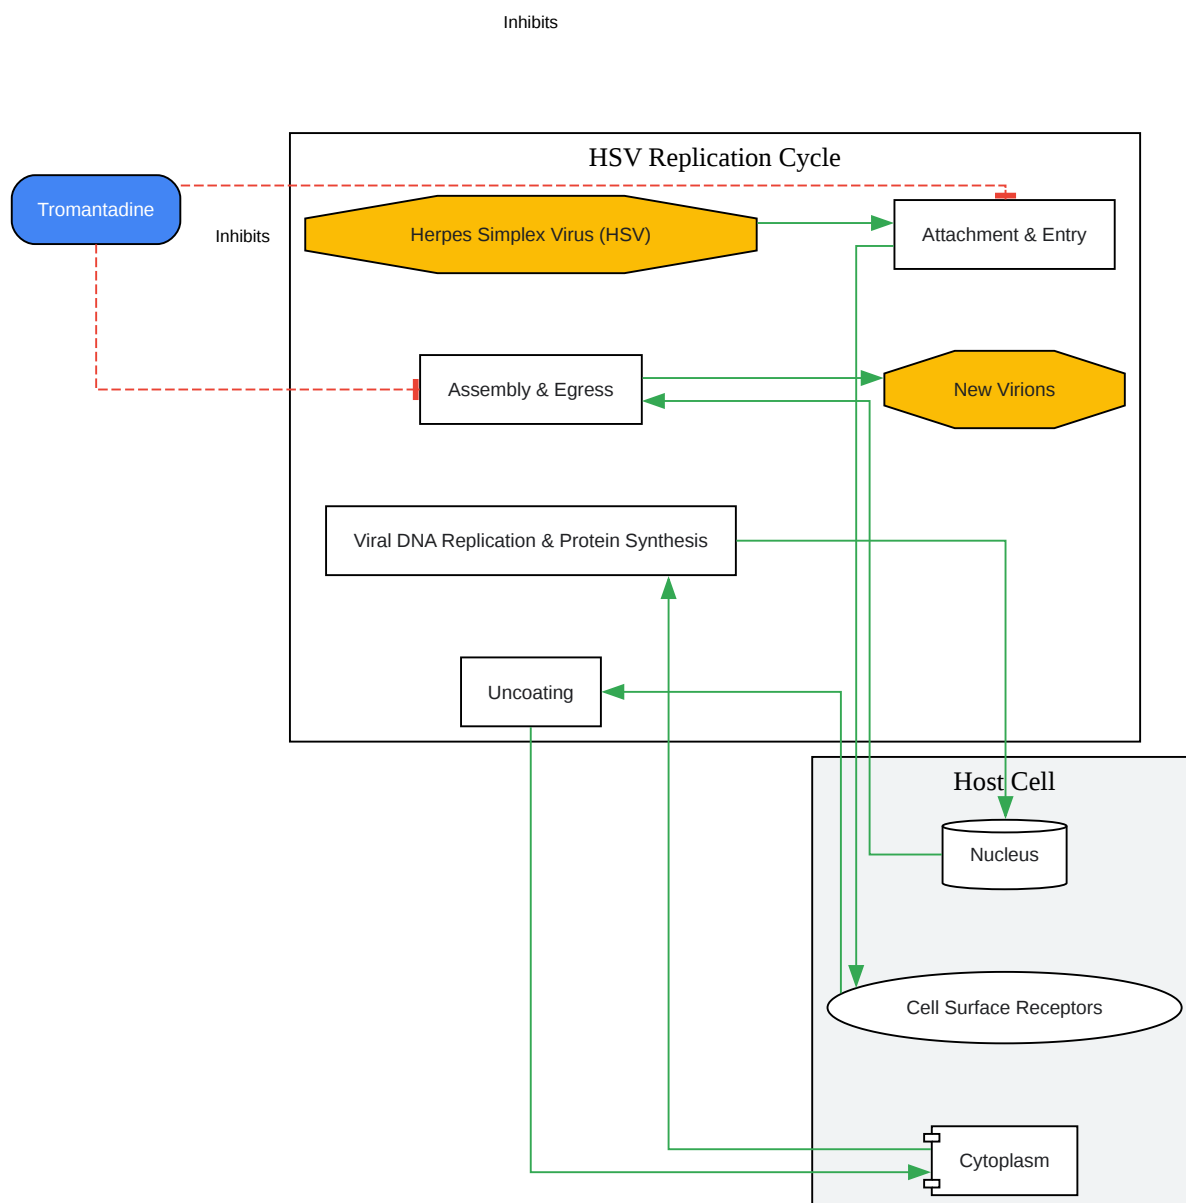 Inhibits
HSV Replication Cycle
Tromantadine
Inhibits
Herpes Simplex Virus (HSV)
Attachment & Entry
Assembly & Egress
New Virions
Viral DNA Replication & Protein Synthesis
Uncoating
Host Cell
Nucleus
Cell Surface Receptors
Cytoplasm